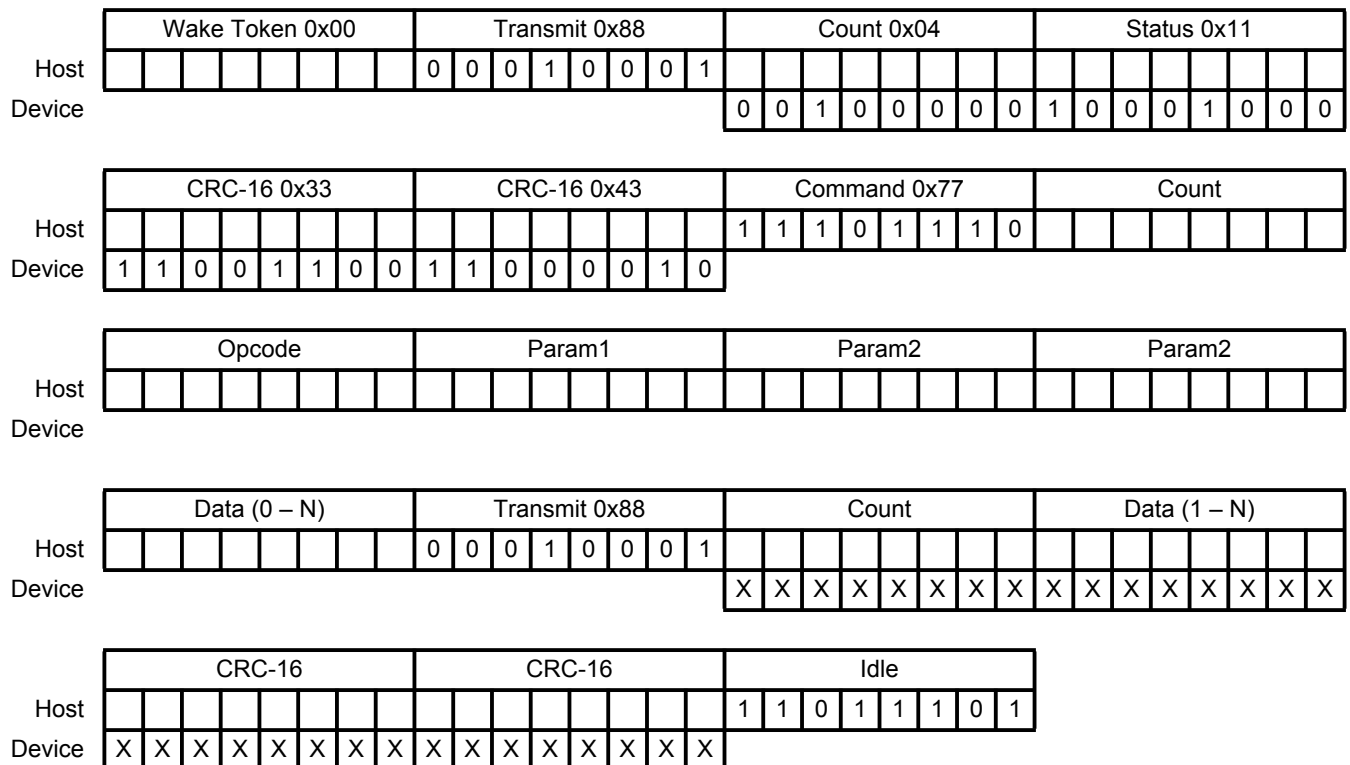 Wake Token 0x00 Transmit 0x88 Count 0x04 Status 0x11
Host 0 0 0 1 0 0 0 1
Device 0 0 1 0 0 0 0 0 1 0 0 0 1 0 0 0
CRC-16 0x33 CRC-16 0x43 Command 0x77 Count
Host 1 1 1 0 1 1 1 0
Device 1 1 0 0 1 1 0 0 1 1 0 0 0 0 1 0
Opcode Param1 Param2 Param2
Host
Device
Data (0 – N) Transmit 0x88 Count Data (1 – N)
Host 0 0 0 1 0 0 0 1
Device X X X X X X X X X X X X X X X X
CRC-16 CRC-16 Idle
Host 1 1 0 1 1 1 0 1
Device X X X X X X X X X X X X X X X X